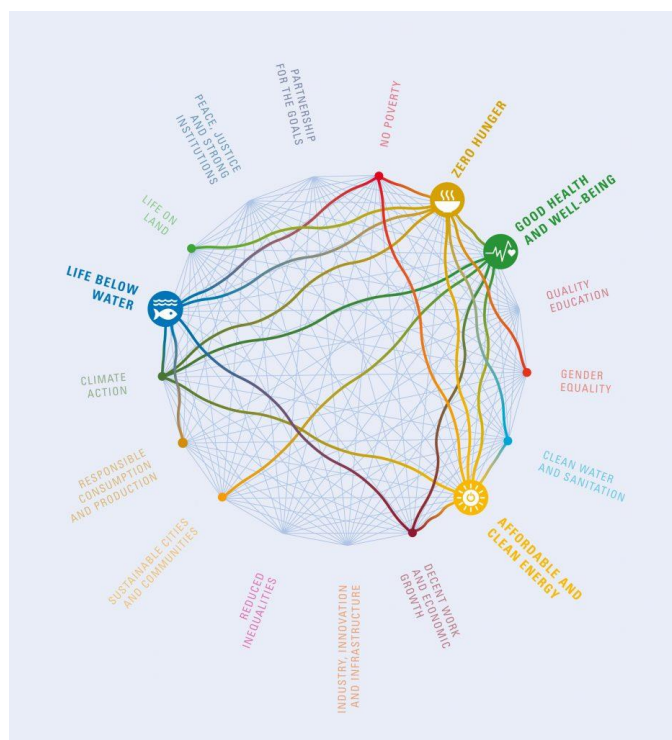 NO POVERTY
ZERO HUNGER
GOOD HEALTH
AND WELL-BEING
QUALITY
EDUCATION
GENDER
EQUALITY
CLEAN WATER
AND SANITATION
AFFORDABLE AND
CLEAN ENERGY
DECENT WORK
AND ECONOMIC
GROWTH
INDUSTRY, INNOVATION
AND INFRASTRUCTURE
REDUCED
INEQUALITIES
SUSTAINABLE CITIES
AND COMMUNITIES
RESPONSIBLE
CONSUMPTION
AND PRODUCTION
CLIMATE
ACTION
LIFE BELOW
WATER
LIFE ON
LAND
PEACE, JUSTICE
AND STRONG
INSTITUTIONS
PARTNERSHIP
FOR THE GOALS